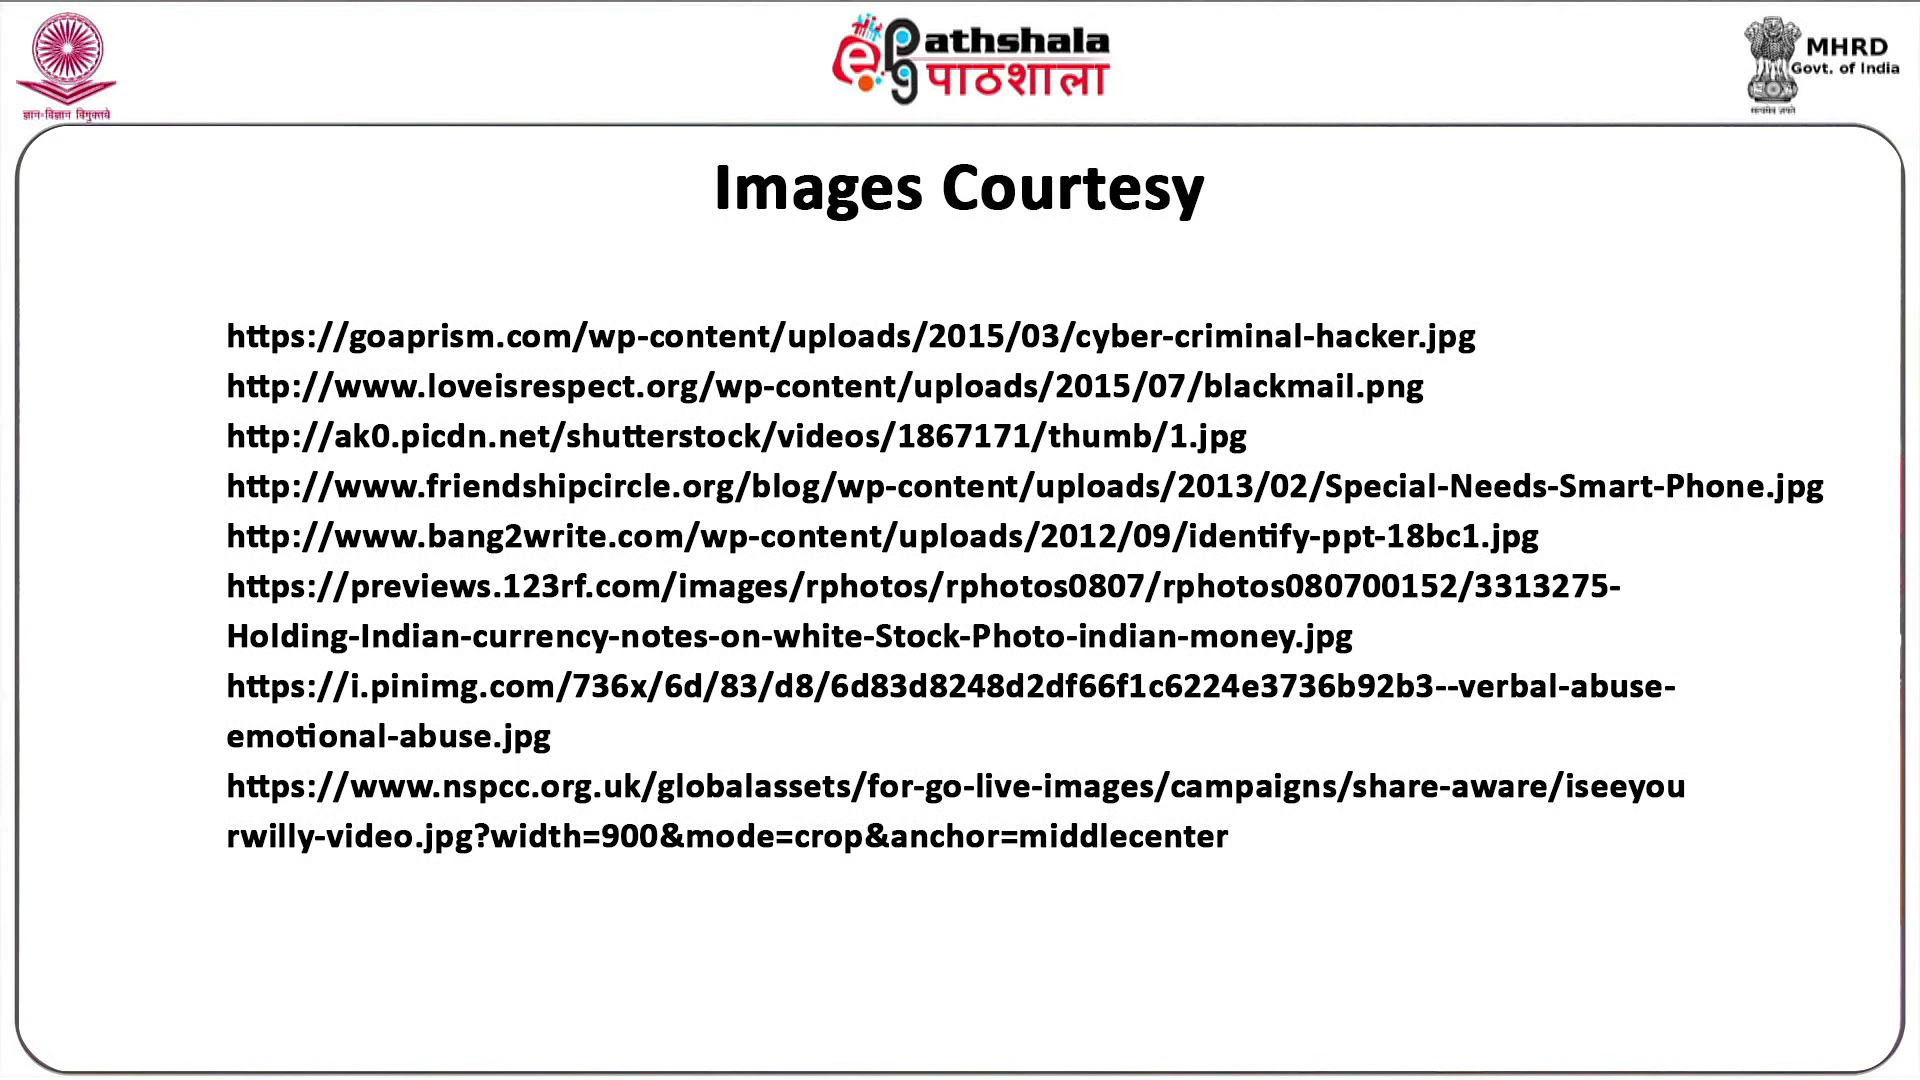 ज्ञान-विज्ञान विमुक्तये
ePG Pathshala
पाठशाला
MHRD
Govt. of India
सत्यमेव जयते
Images Courtesy
https://goaprism.com/wp-content/uploads/2015/03/cyber-criminal-hacker.jpg
http://www.loveisrespect.org/wp-content/uploads/2015/07/blackmail.png
http://ak0.picdn.net/shutterstock/videos/1867171/thumb/1.jpg
http://www.friendshipcircle.org/blog/wp-content/uploads/2013/02/Special-Needs-Smart-Phone.jpg
http://www.bang2write.com/wp-content/uploads/2012/09/identify-ppt-18bc1.jpg
https://previews.123rf.com/images/rphotos/rphotos0807/rphotos080700152/3313275-
Holding-Indian-currency-notes-on-white-Stock-Photo-indian-money.jpg
https://i.pinimg.com/736x/6d/83/d8/6d83d8248d2df66f1c6224e3736b92b3--verbal-abuse-
emotional-abuse.jpg
https://www.nspcc.org.uk/globalassets/for-go-live-images/campaigns/share-aware/iseeyou
rwilly-video.jpg?width=900&mode=crop&anchor=middlecenter